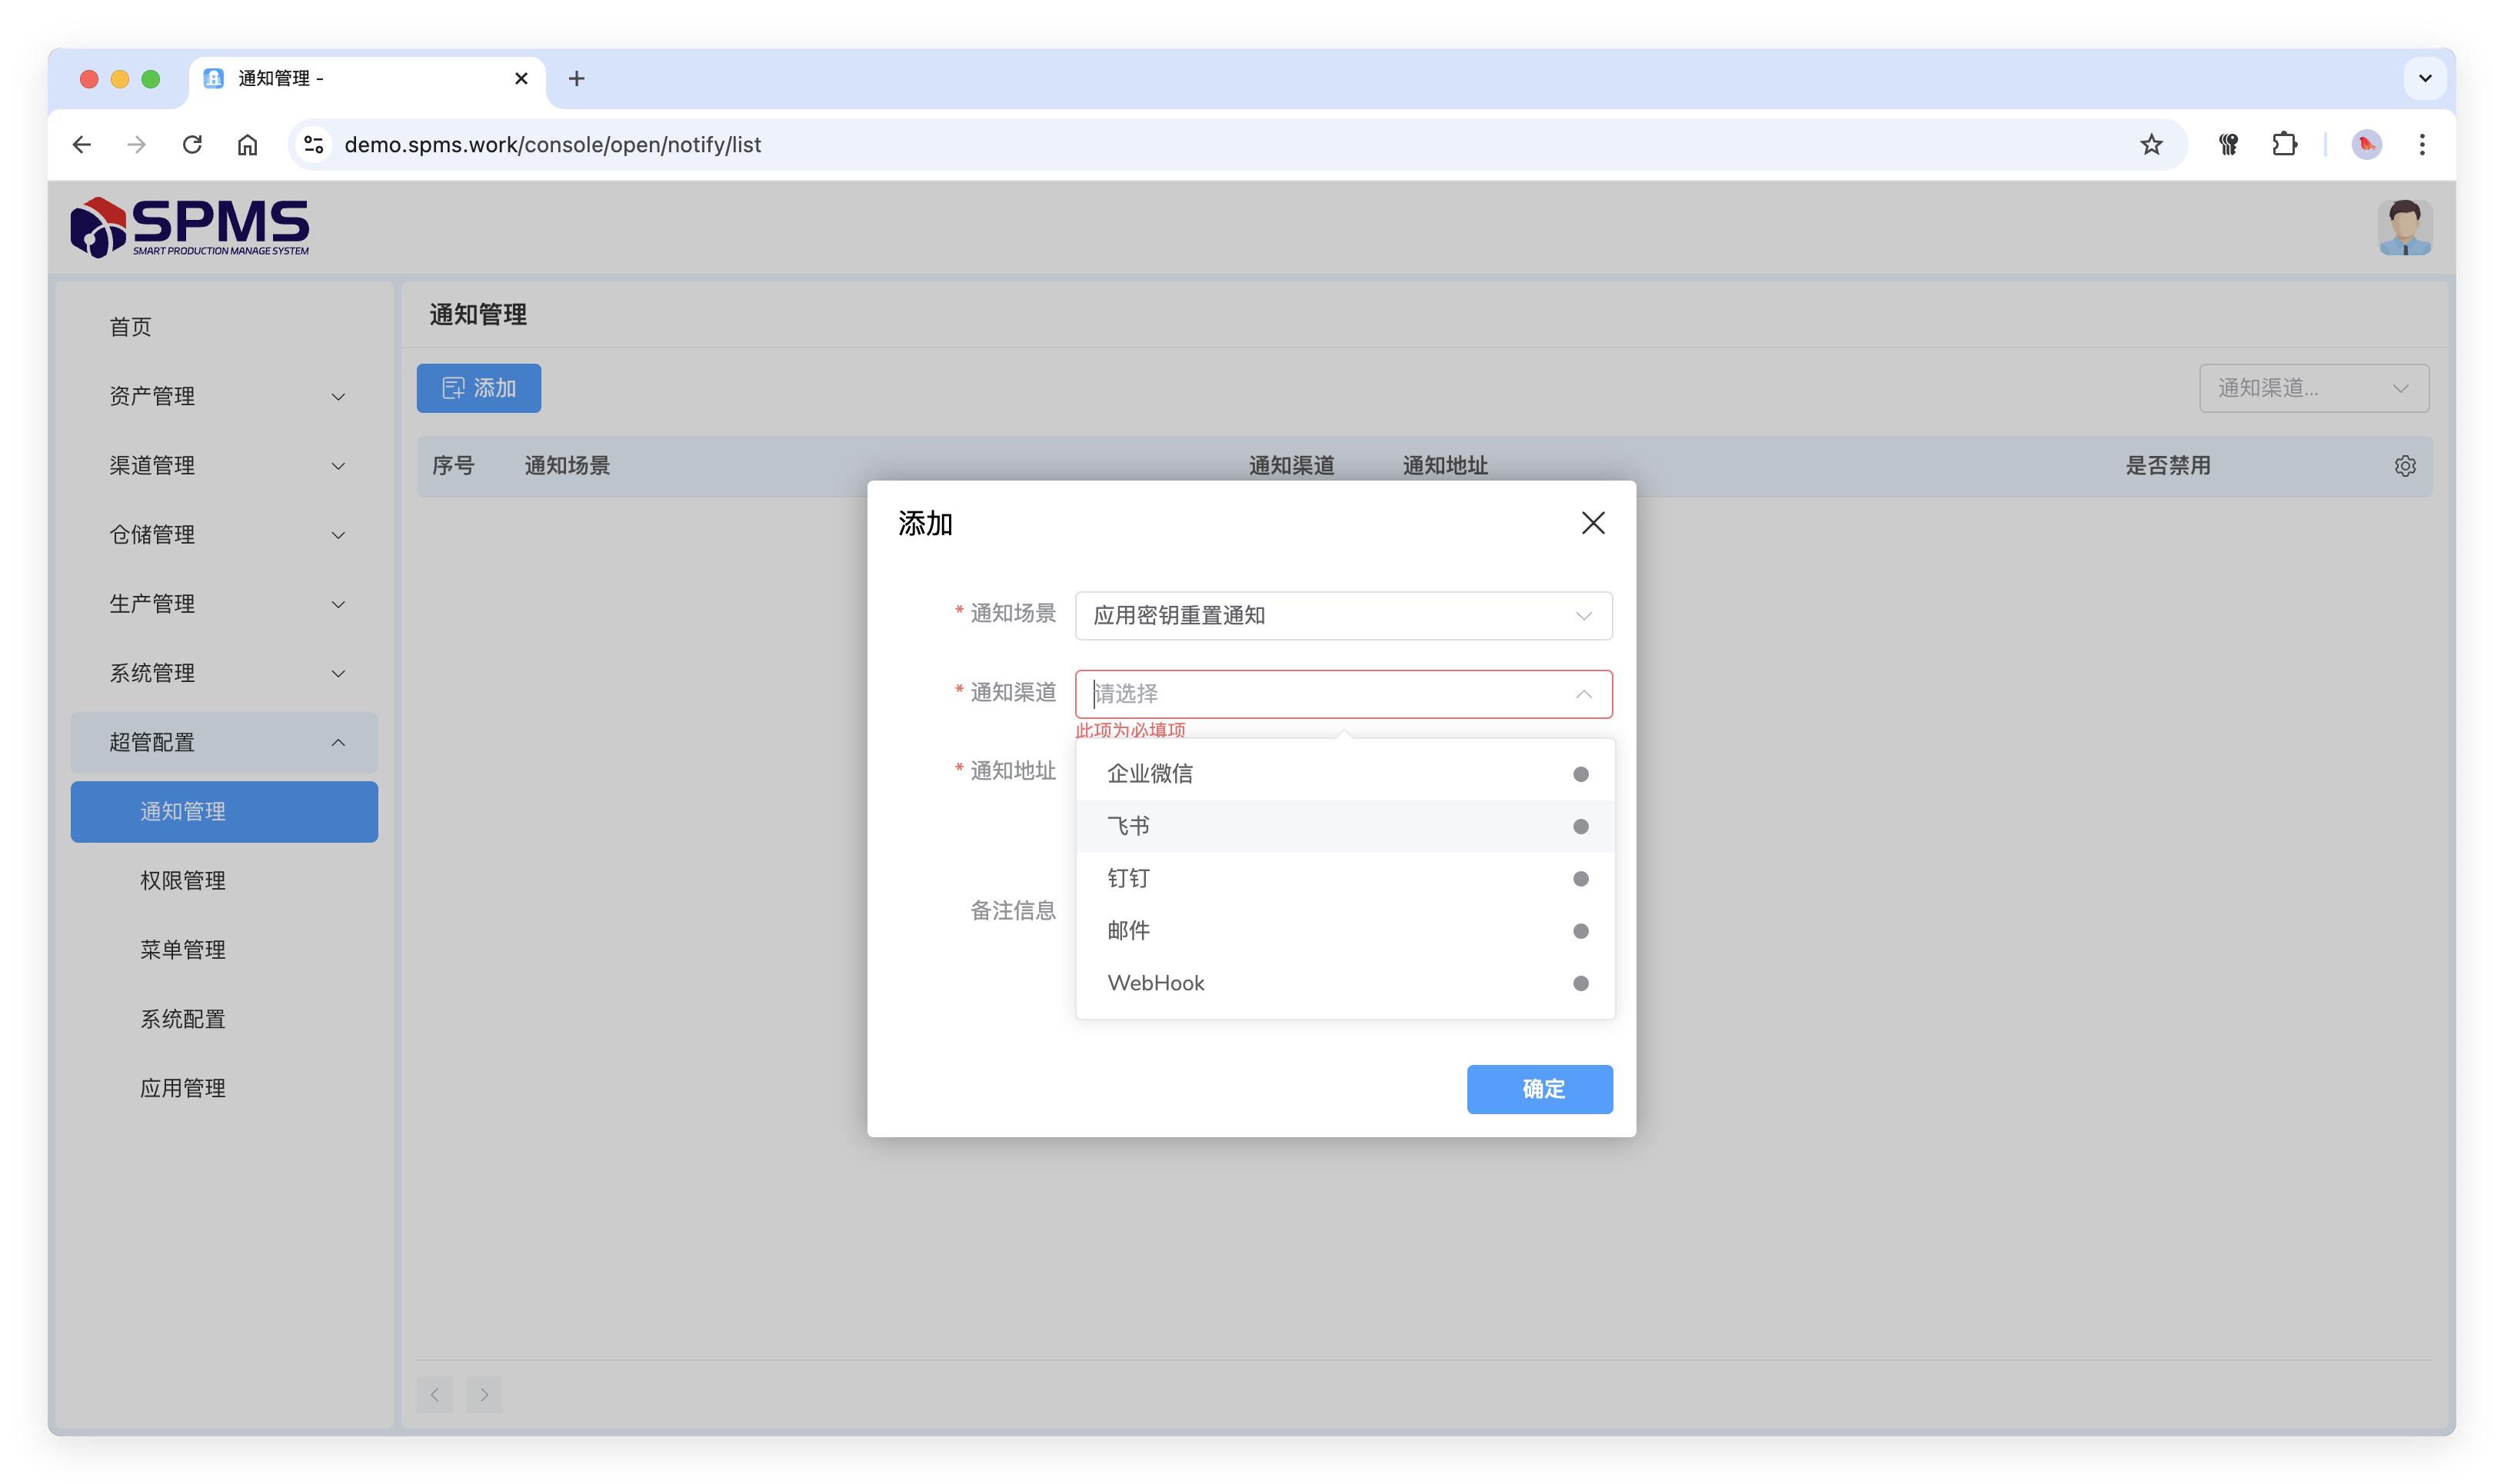 通知管理 -
demo.spms.work/console/open/notify/list
SPMS
SMART PRODUCTION MANAGE SYSTEM
首页
资产管理
渠道管理
仓储管理
生产管理
系统管理
超管配置
通知管理
权限管理
菜单管理
系统配置
应用管理
通知管理
添加
通知渠道...
序号 通知场景 通知渠道 通知地址 是否禁用
添加
* 通知场景 应用密钥重置通知
* 通知渠道 请选择
此项为必填项
* 通知地址
备注信息
企业微信
飞书
钉钉
邮件
WebHook
确定